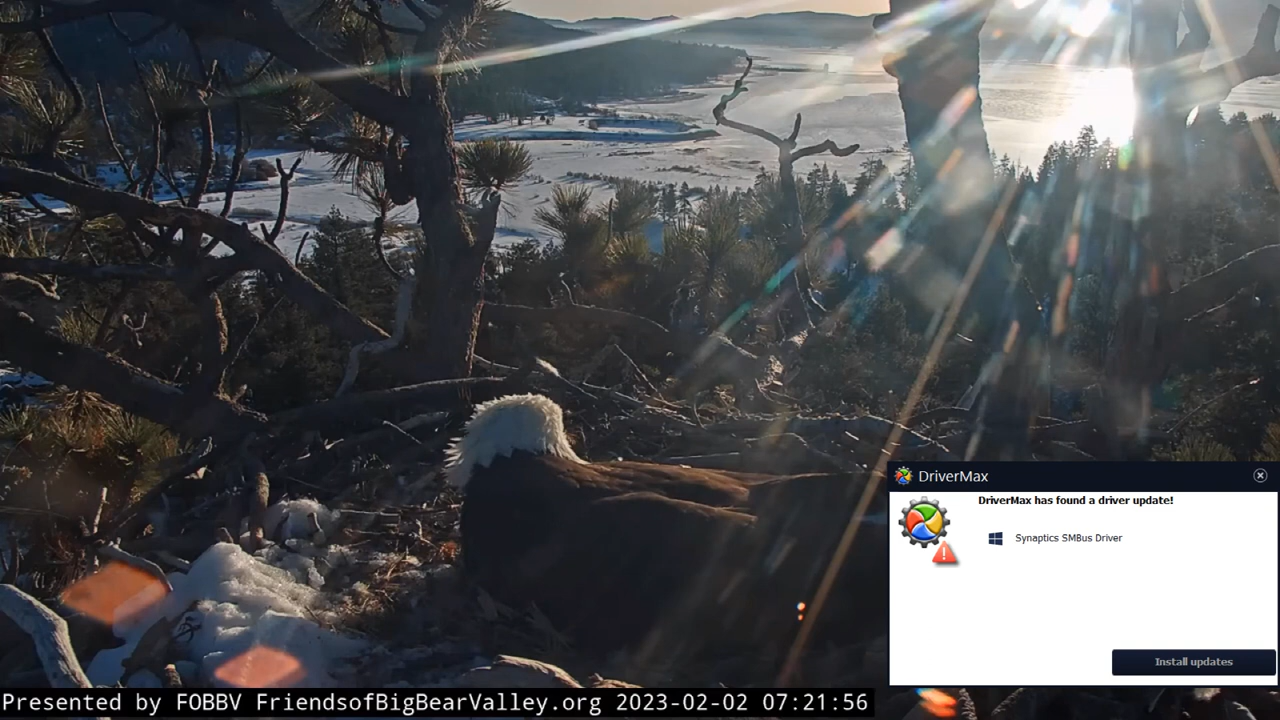 DriverMax
DriverMax has found a driver update!
Synaptics SMBus Driver
Install updates
Presented by FOBBV FriendsofBigBearValley.org 2023-02-02 07:21:56